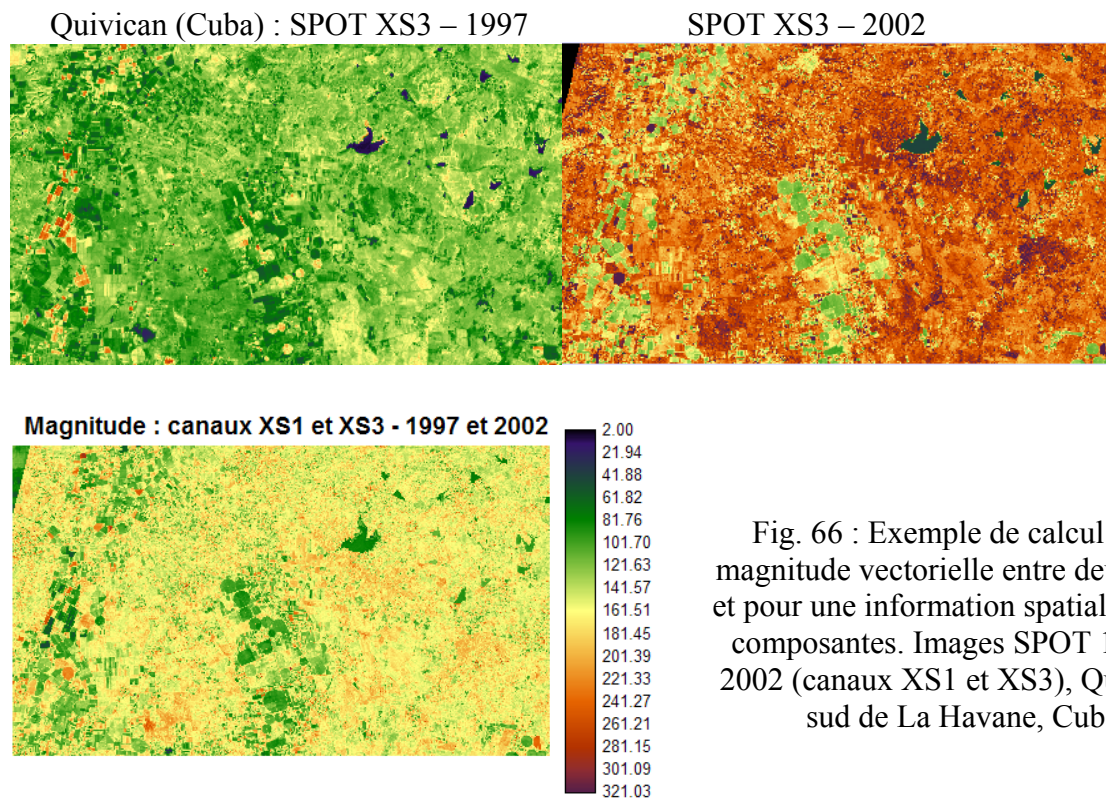 Quivican (Cuba) : SPOT XS3 – 1997
SPOT XS3 – 2002
Magnitude : canaux XS1 et XS3 - 1997 et 2002
2.00
21.94
41.88
61.82
81.76
101.70
121.63
141.57
161.51
181.45
201.39
221.33
241.27
261.21
281.15
301.09
321.03
Fig. 66 : Exemple de calcul
magnitude vectorielle entre de
et pour une information spatial
composantes. Images SPOT 1
2002 (canaux XS1 et XS3), Q
sud de La Havane, Cub